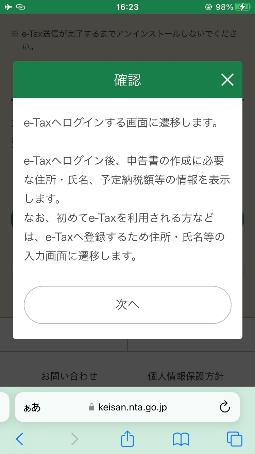 16:23
98%
※ e-Tax送信が完了するまでアンインストールしないでくださ
い。
確認
e-Taxへログインする画面に遷移します。
e-Taxへログイン後、申告書の作成に必要
な住所・氏名、予定納税額等の情報を表示
します。
なお、初めてe-Taxを利用される方など
は、e-Taxへ登録するため住所・氏名等の
入力画面に遷移します。
次へ
お問い合わせ 個人情報保護方針
ぁあ keisan.nta.go.jp